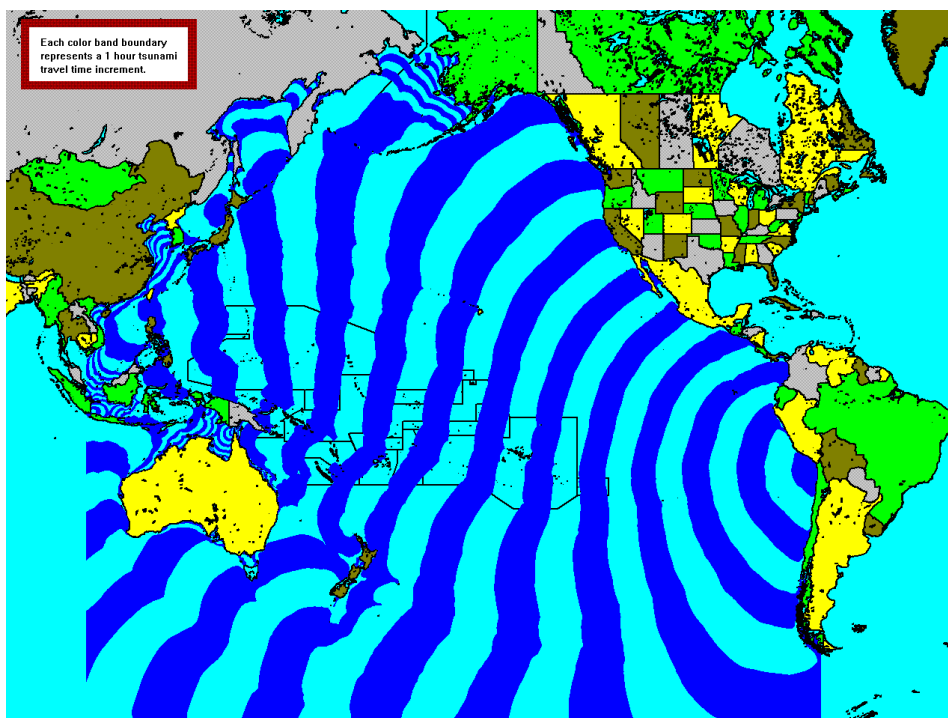 Each color band boundary
represents a 1 hour tsunami
travel time increment.